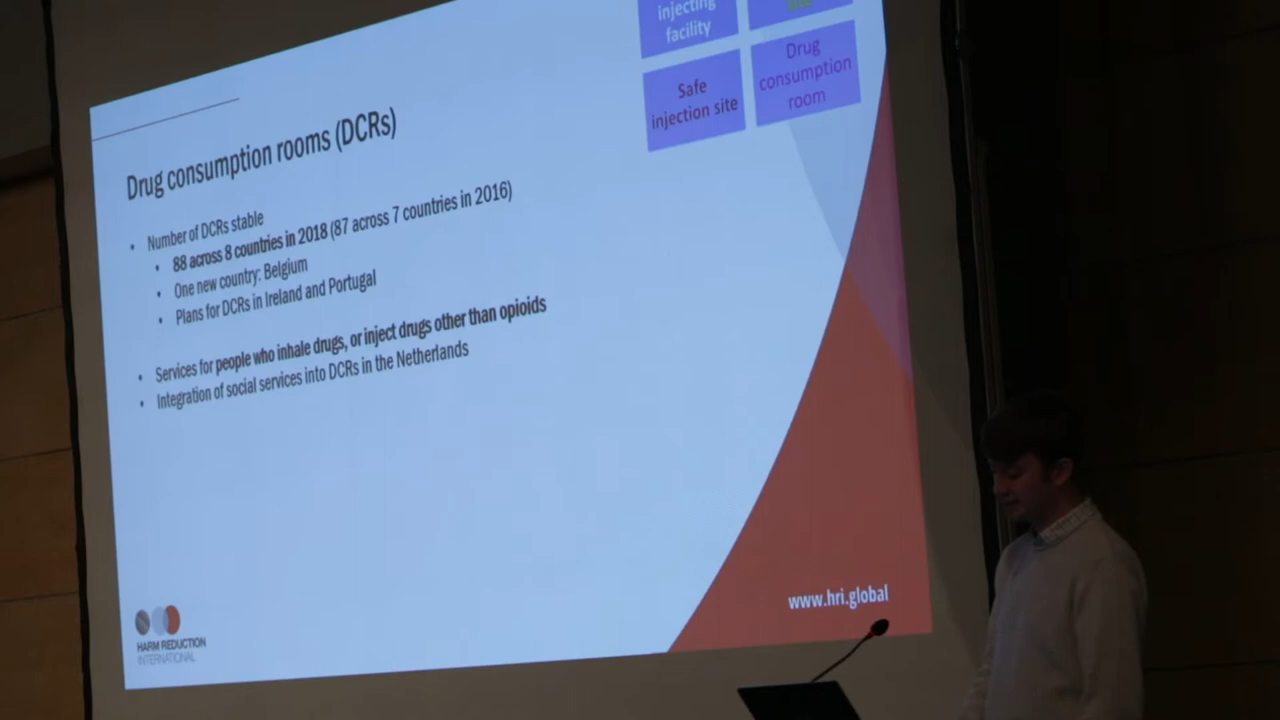 injecting
facility
site
Safe
injection site
Drug
consumption
room
Drug consumption rooms (DCRs)
• Number of DCRs stable
• 88 across 8 countries in 2018 (87 across 7 countries in 2016)
• One new country: Belgium
• Plans for DCRs in Ireland and Portugal
• Services for people who inhale drugs, or inject drugs other than opioids
• Integration of social services into DCRs in the Netherlands
HARM REDUCTION
INTERNATIONAL
www.hri.global